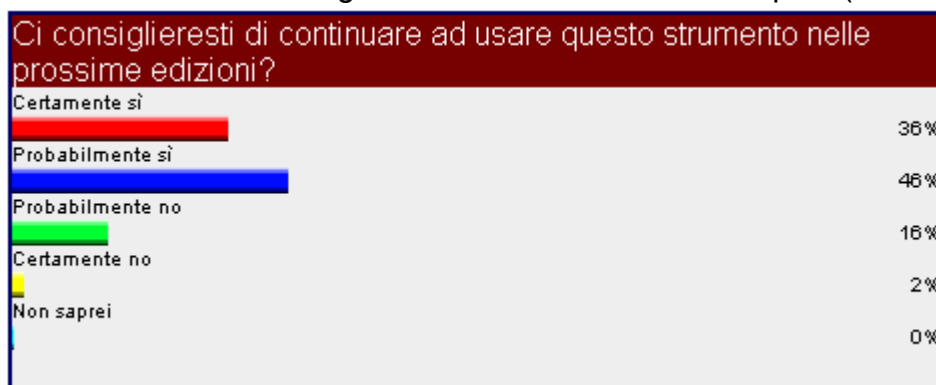 Ci consiglieresti di continuare ad usare questo strumento nelle
prossime edizioni?
Certamente sì
36%
Probabilmente sì
46%
Probabilmente no
16%
Certamente no
2%
Non saprei
0%